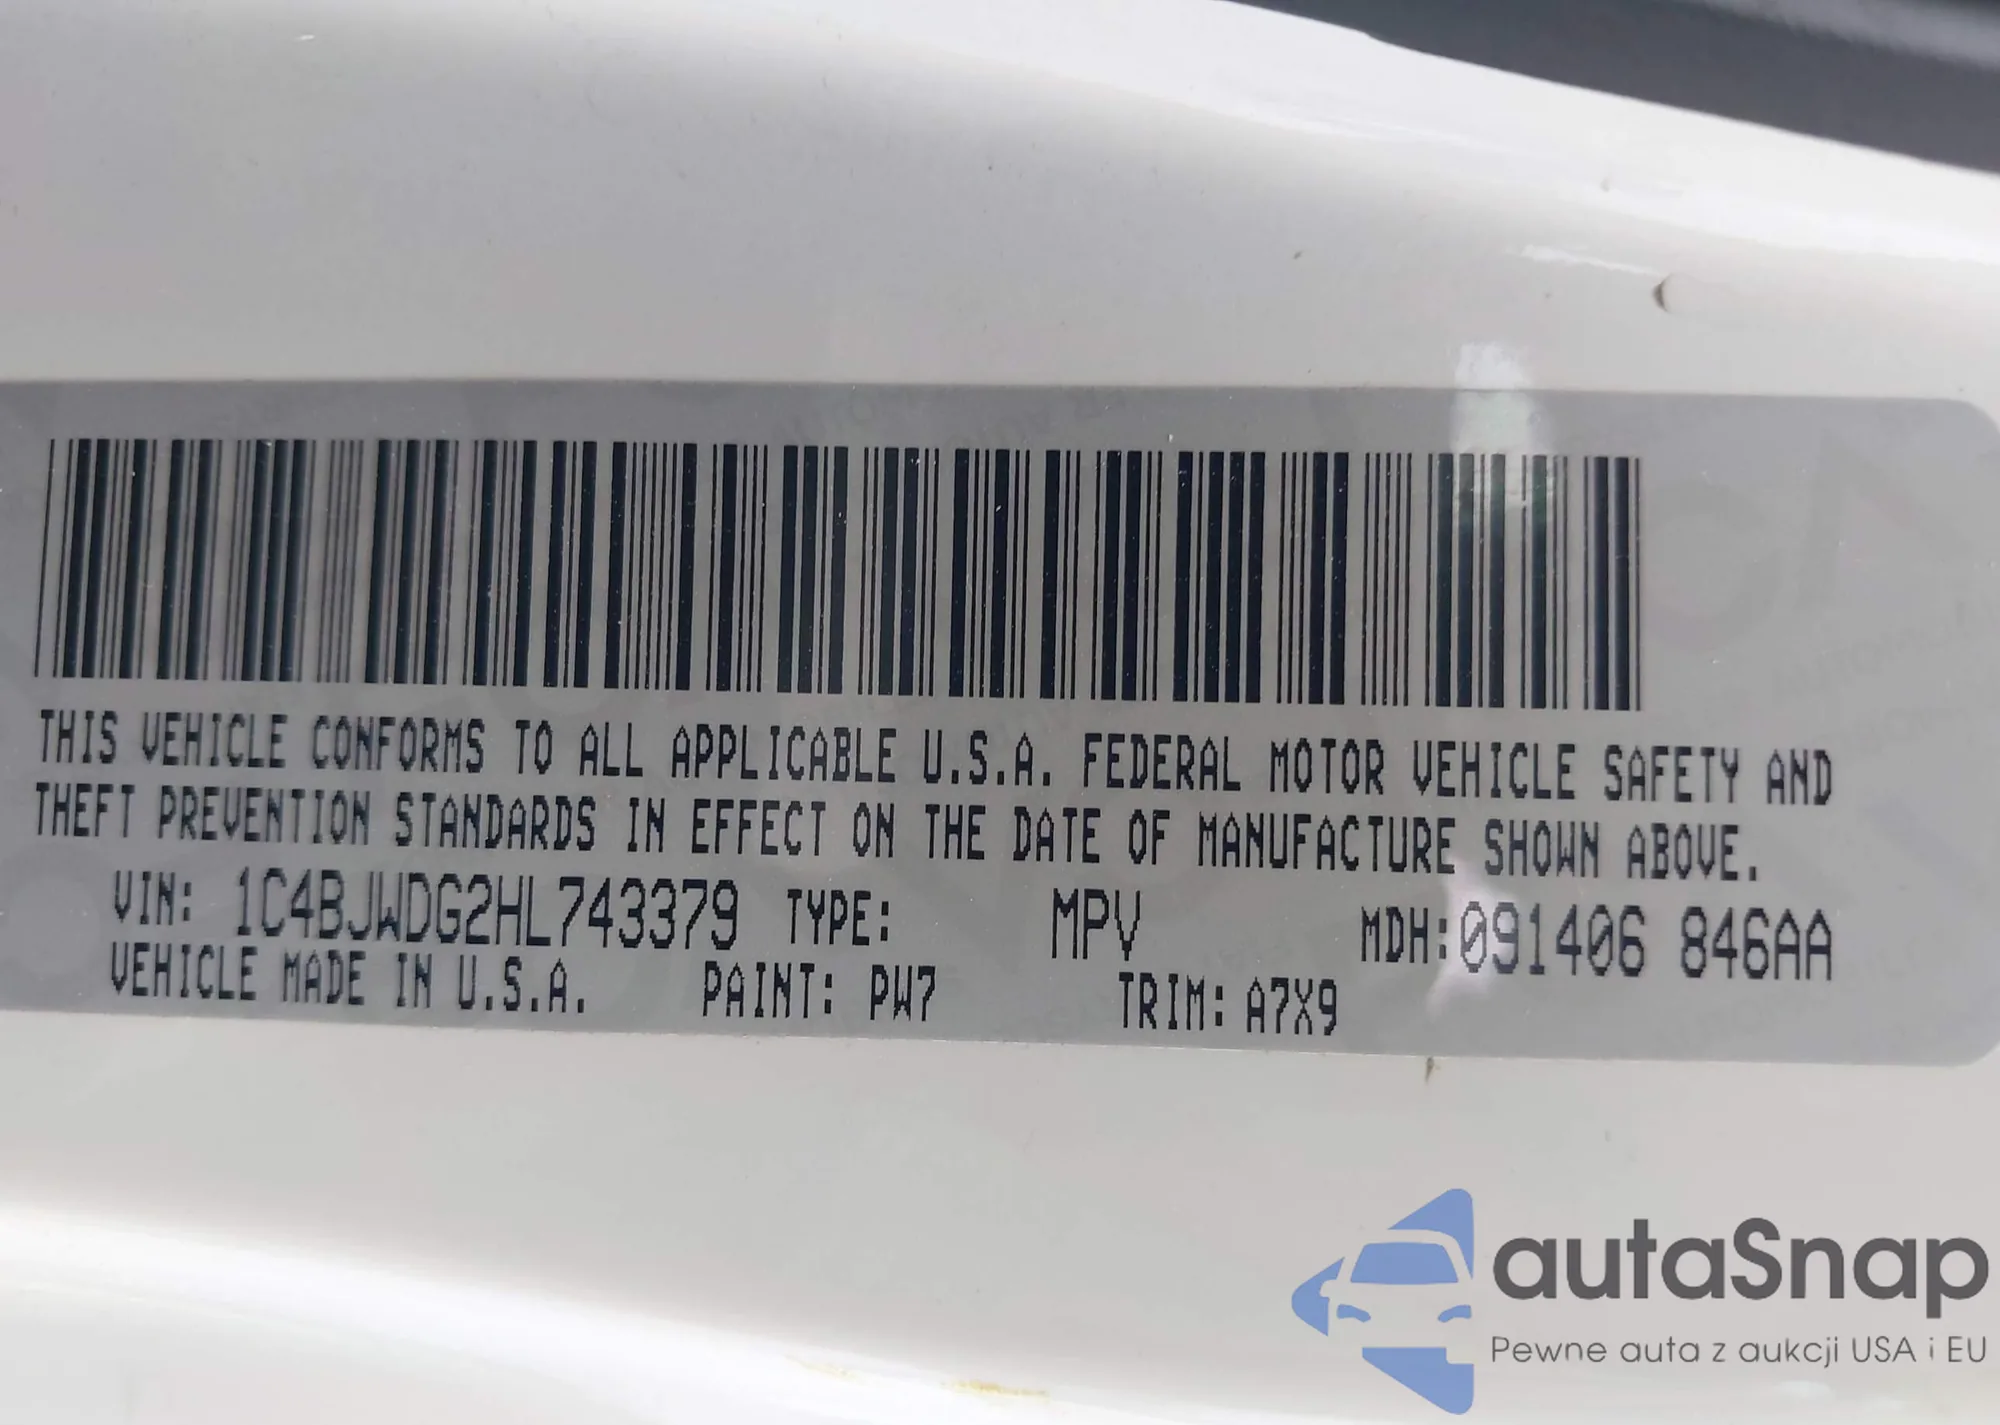 THIS VEHICLE CONFORMS TO ALL APPLICABLE U.S.A. FEDERAL MOTOR VEHICLE SAFETY AND
THEFT PREVENTION STANDARDS IN EFFECT ON THE DATE OF MANUFACTURE SHOWN ABOVE.
VIN: 1C4BJWDG2HL743379 TYPE: MPV MDH:091406 846AA
VEHICLE MADE IN U.S.A. PAINT: PW7 TRIM: A7X9
autaSnap
Pewne auta z aukcji USA i EU